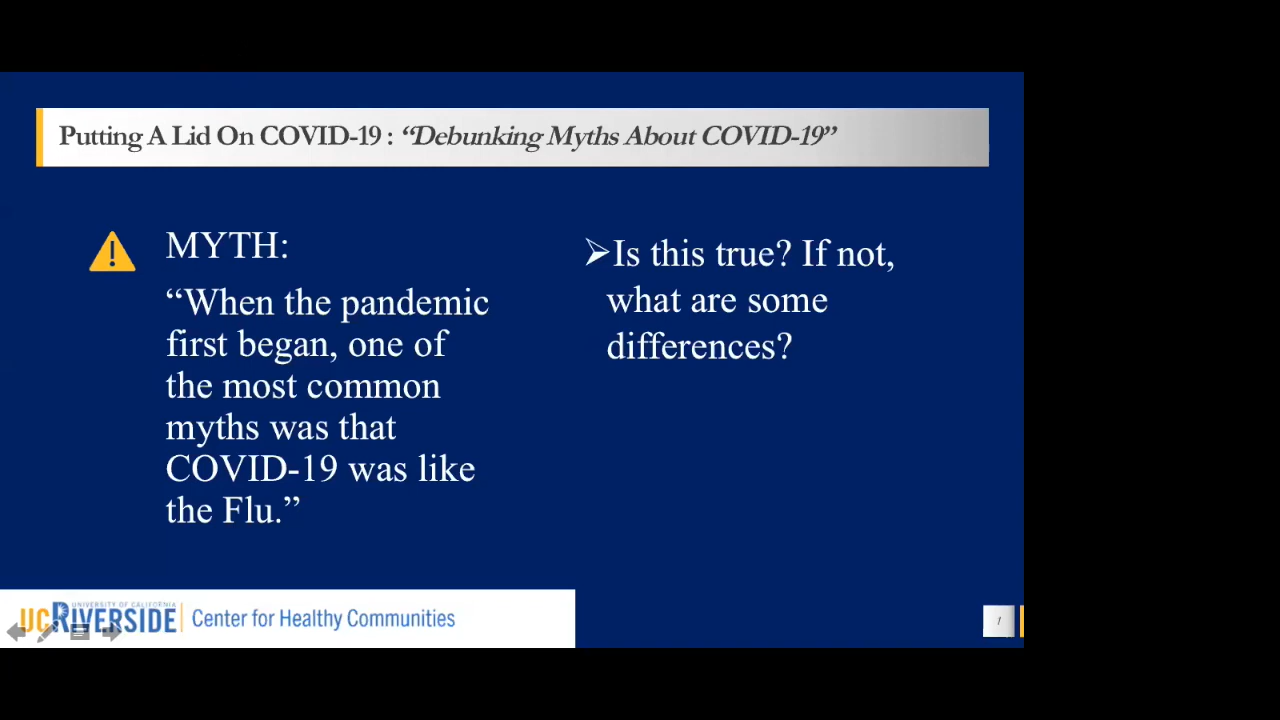 Putting A Lid On COVID-19 : “Debunking Myths About COVID-19”
MYTH:
“When the pandemic
first began, one of
the most common
myths was that
COVID-19 was like
the Flu.”
➢Is this true? If not,
what are some
differences?
UNIVERSITY OF CALIFORNIA
UCRIVERSIDE | Center for Healthy Communities
1